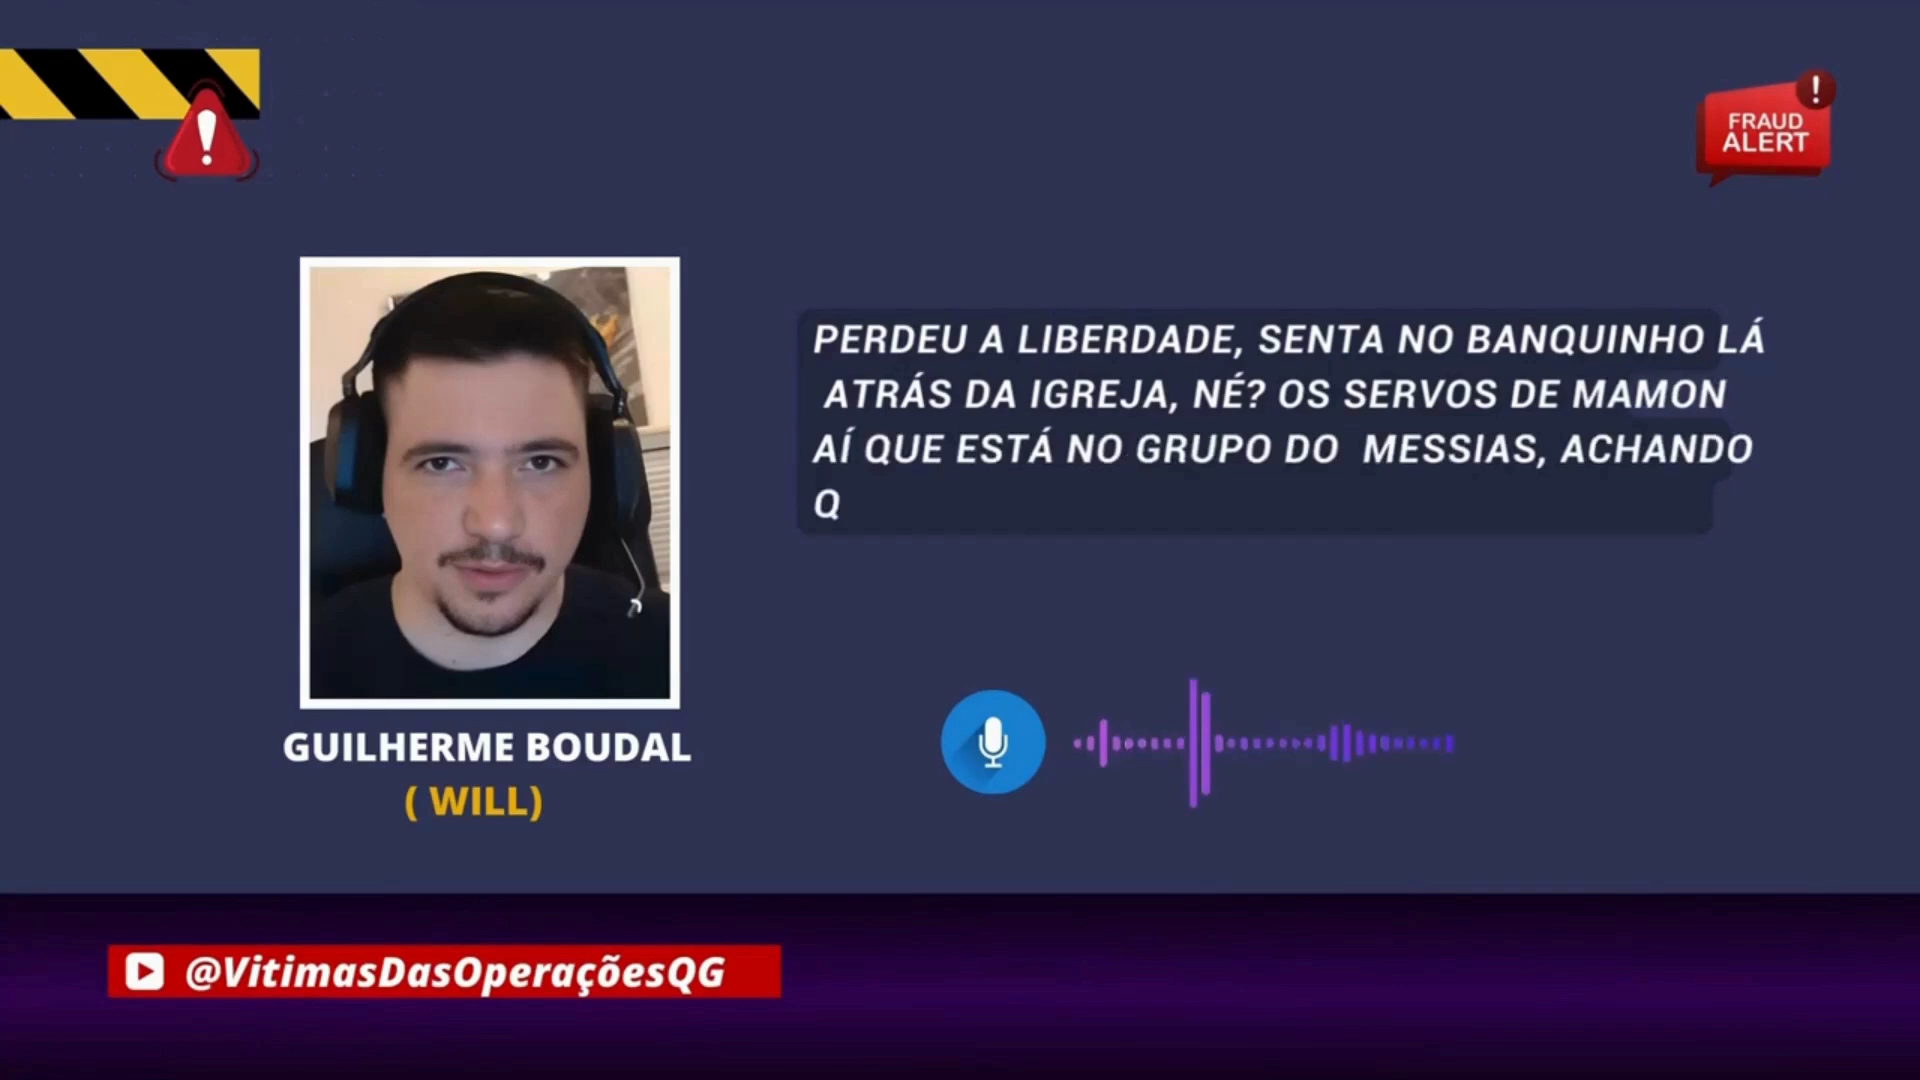 FRAUD
ALERT
PERDEU A LIBERDADE, SENTA NO BANQUINHO LÁ
ATRÁS DA IGREJA, NÉ? OS SERVOS DE MAMON
AÍ QUE ESTÁ NO GRUPO DO MESSIAS, ACHANDO
Q
GUILHERME BOUDAL
( WILL)
@VitimasDasOperaçõesQG